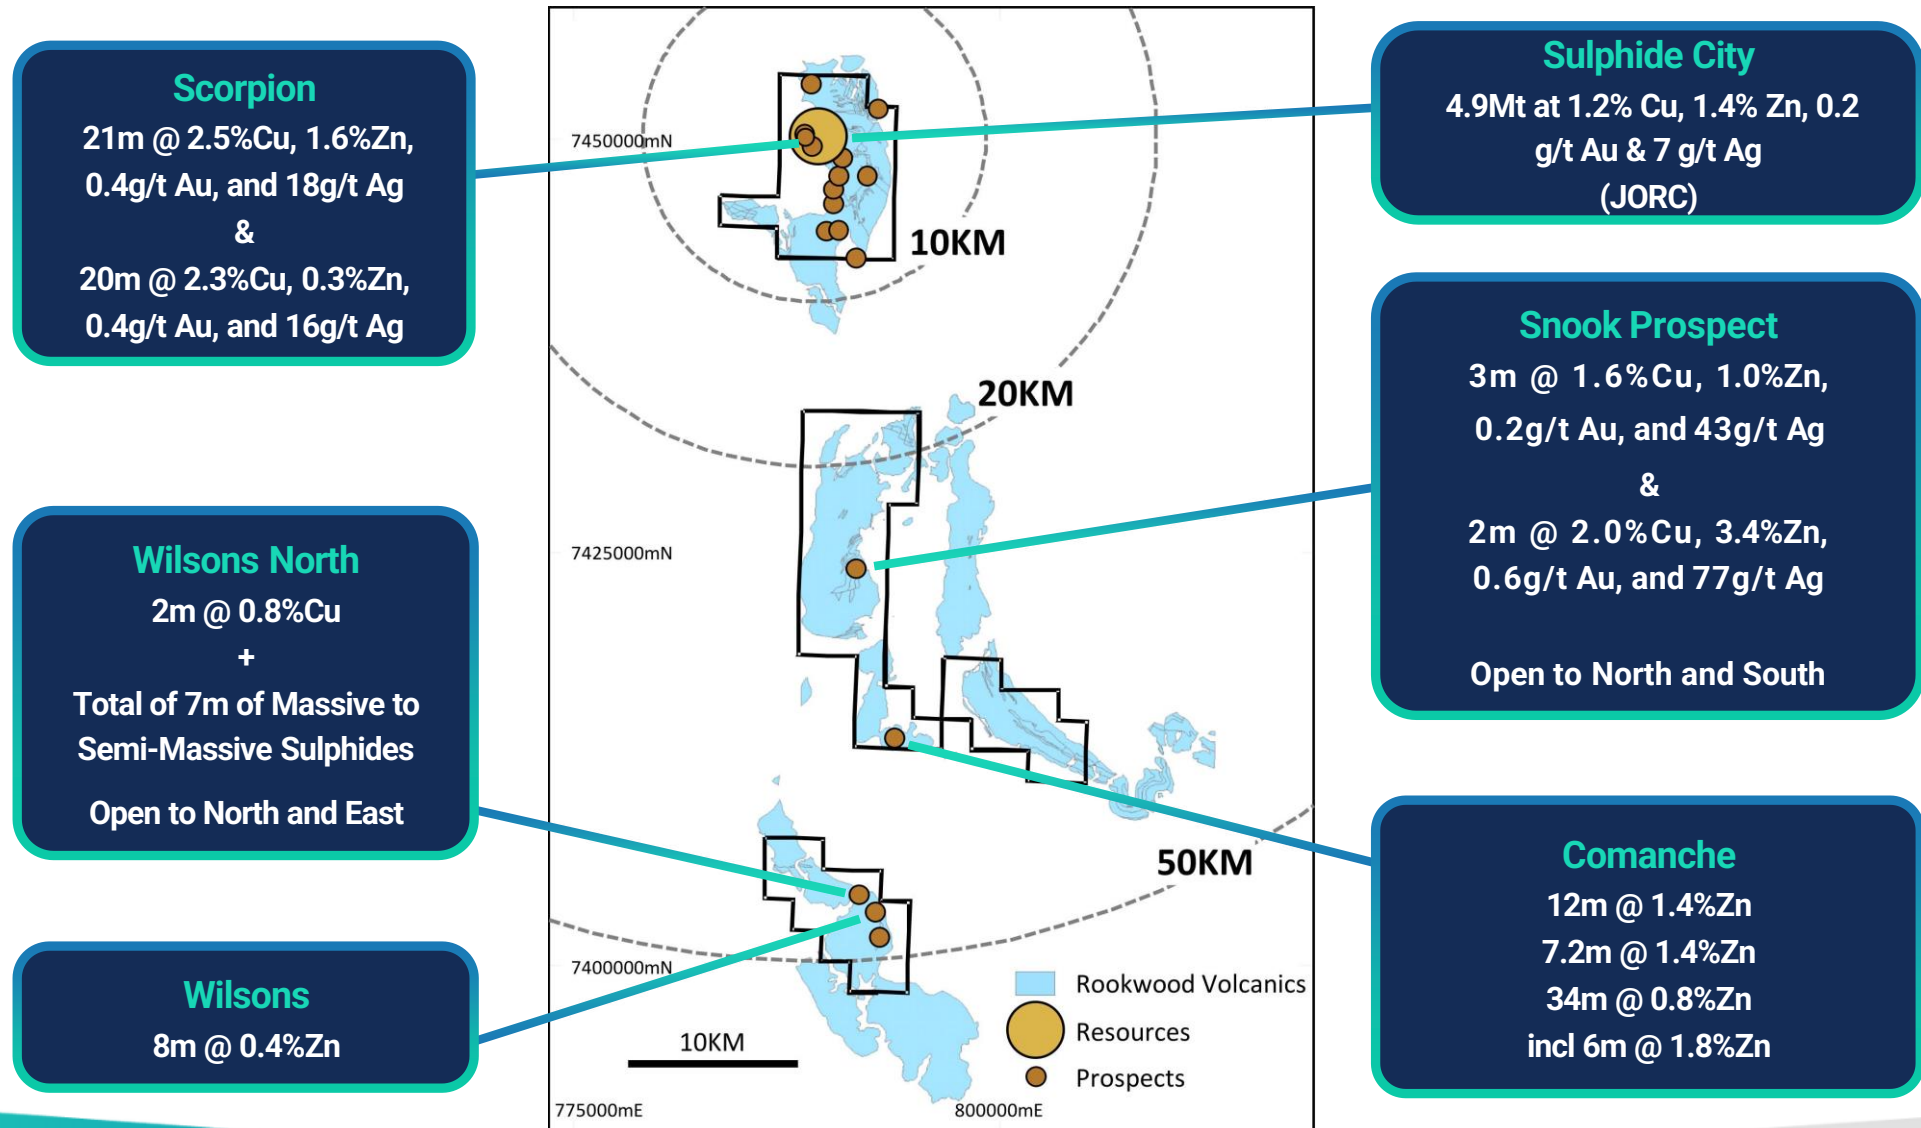 Scorpion
21m @ 2.5%Cu, 1.6%Zn,
0.4g/t Au, and 18g/t Ag
&
20m @ 2.3%Cu, 0.3%Zn,
0.4g/t Au, and 16g/t Ag
Wilsons North
2m @ 0.8%Cu
+
Total of 7m of Massive to
Semi-Massive Sulphides
Open to North and East
Wilsons
8m @ 0.4%Zn
7450000mN
10KM
20KM
7425000mN
50KM
7400000mN
Rookwood Volcanics
Resources
Prospects
10KM
775000mE
800000mE
Sulphide City
4.9Mt at 1.2% Cu, 1.4% Zn, 0.2
g/t Au & 7 g/t Ag
(JORC)
Snook Prospect
3m @ 1.6%Cu, 1.0%Zn,
0.2g/t Au, and 43g/t Ag
&
2m @ 2.0%Cu, 3.4%Zn,
0.6g/t Au, and 77g/t Ag
Open to North and South
Comanche
12m @ 1.4%Zn
7.2m @ 1.4%Zn
34m @ 0.8%Zn
incl 6m @ 1.8%Zn